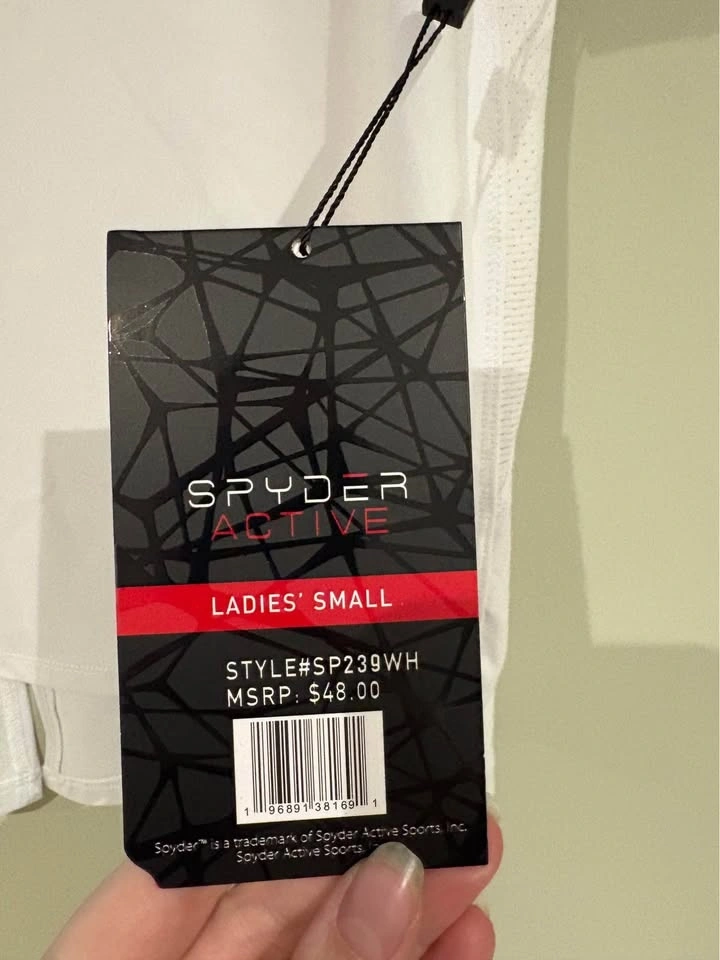 SPYDER
ACTIVE
LADIES' SMALL
STYLE#SP239WH
MSRP: $48.00
1 96891 38169 1
Spyder™ is a trademark of Spyder Active Sports, Inc.
Spyder Active Sports,